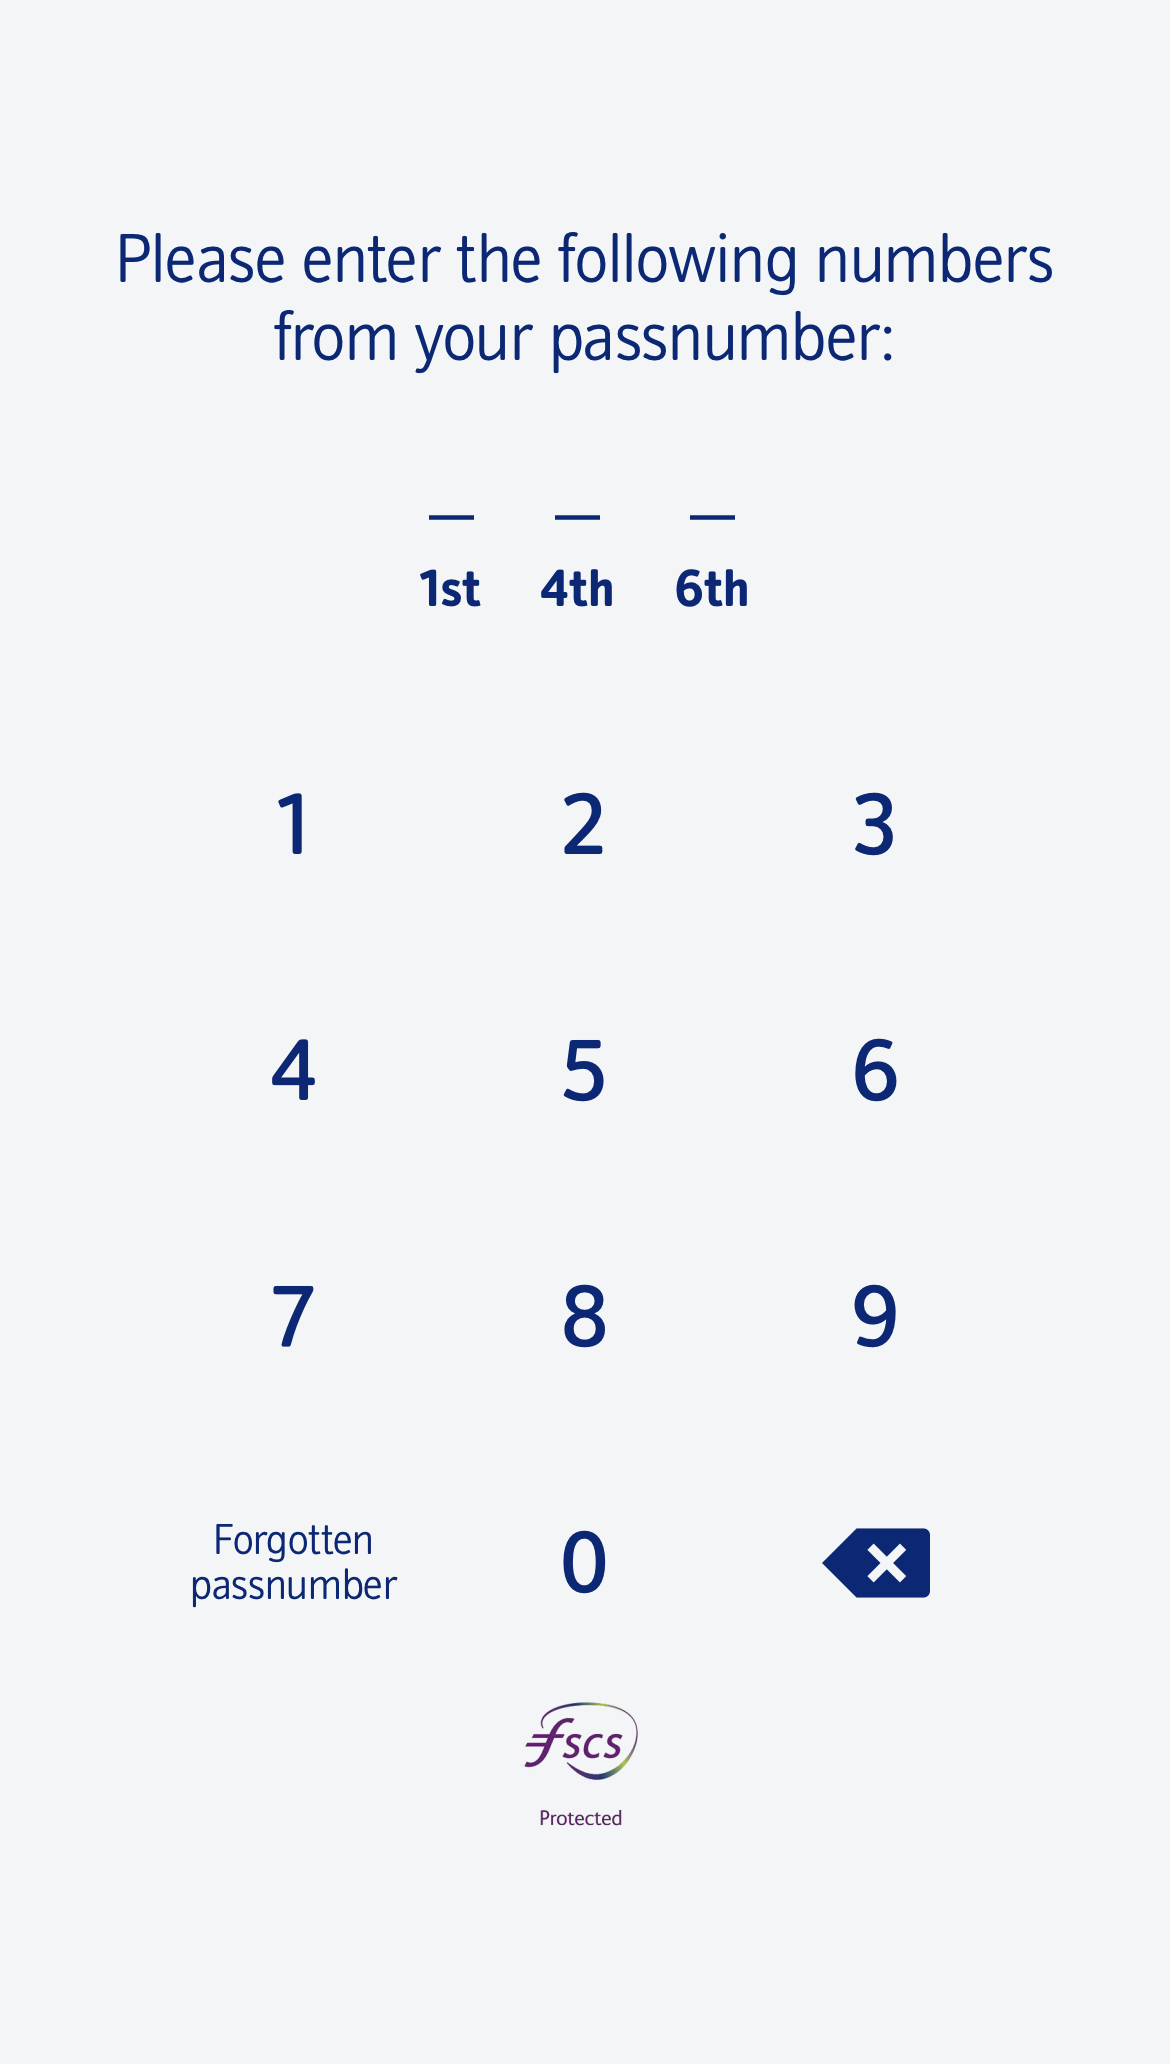 Please enter the following numbers
from your passnumber:
1st 4th 6th
1 2 3
4 5 6
7 8 9
Forgotten
passnumber
0
fscs
Protected